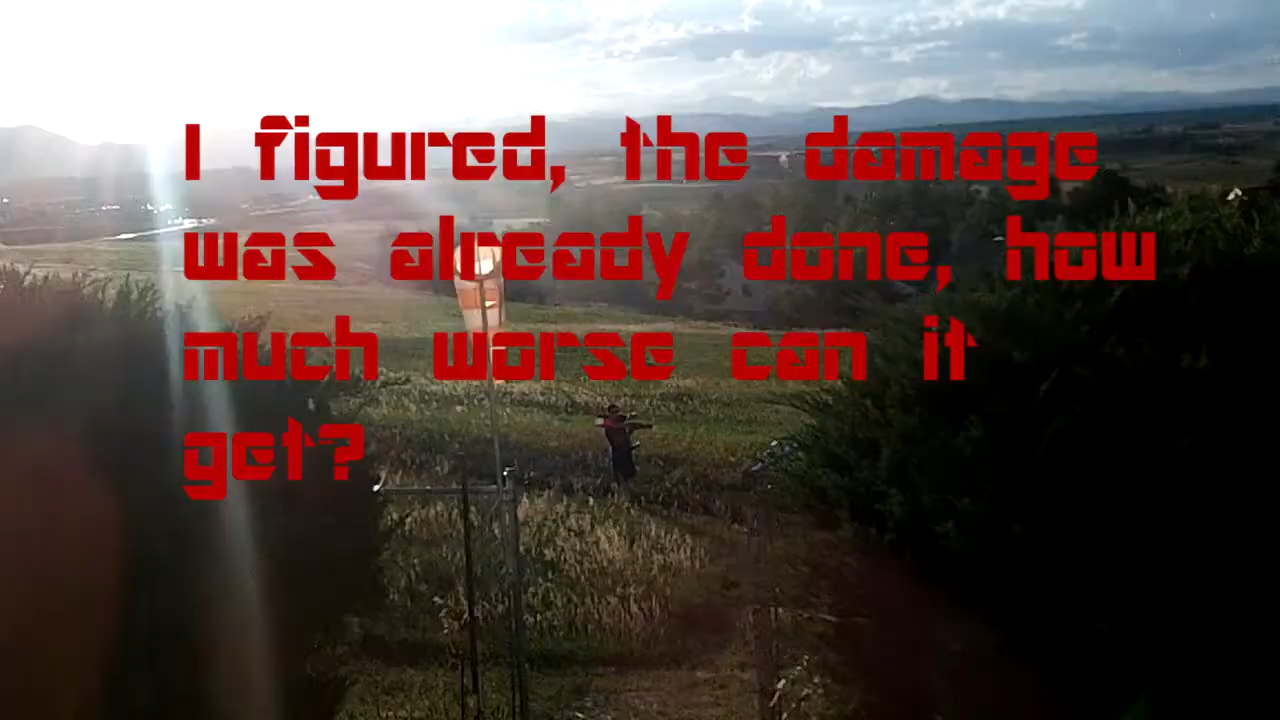 I figured, the damage
was already done, how
much worse can it
get?